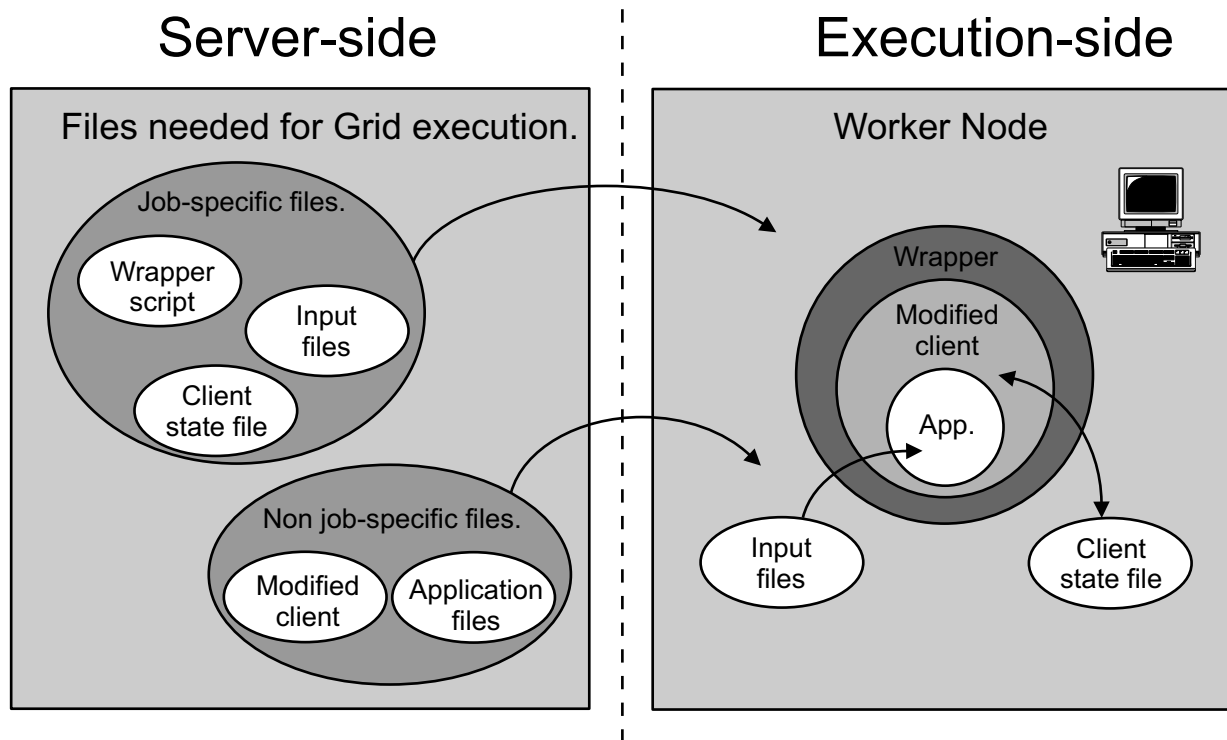 Server-side
Files needed for Grid execution.
Job-specific files.
Wrapper
script
Input
files
Client
state file
Non job-specific files.
Modified
client
Application
files
Execution-side
Worker Node
Wrapper
Modified
client
App.
Input
files
Client
state file